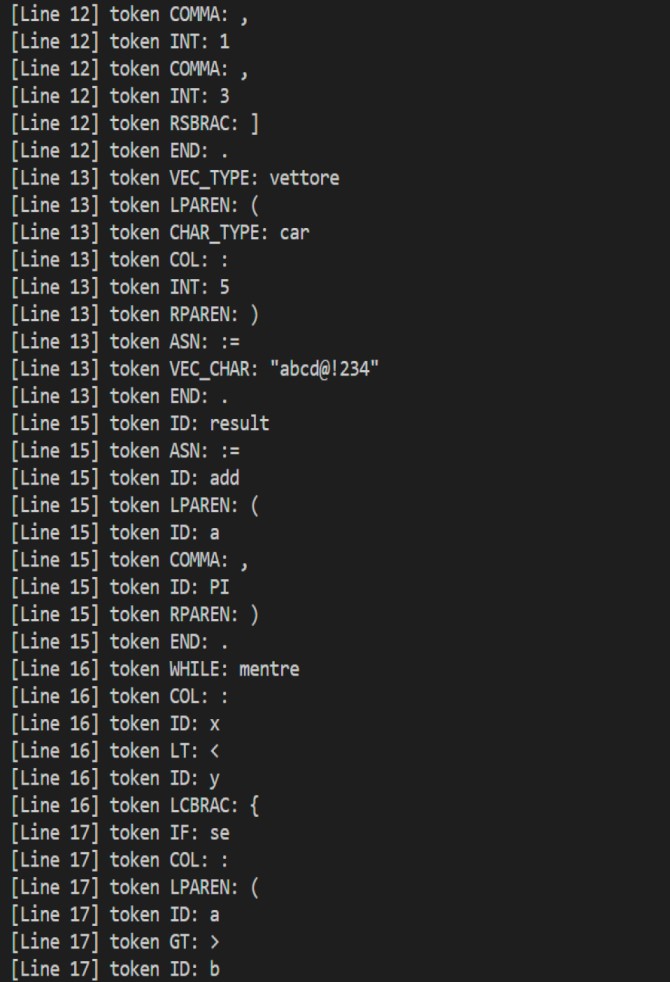 [Line 12] token COMMA: ,
[Line 12] token INT: 1
[Line 12] token COMMA: ,
[Line 12] token INT: 3
[Line 12] token RSBRAC: ]
[Line 12] token END: .
[Line 13] token VEC_TYPE: vettore
[Line 13] token LPAREN: (
[Line 13] token CHAR_TYPE: car
[Line 13] token COL: :
[Line 13] token INT: 5
[Line 13] token RPAREN: )
[Line 13] token ASN: :=
[Line 13] token VEC_CHAR: "abcd@!234"
[Line 13] token END: .
[Line 15] token ID: result
[Line 15] token ASN: :=
[Line 15] token ID: add
[Line 15] token LPAREN: (
[Line 15] token ID: a
[Line 15] token COMMA: ,
[Line 15] token ID: PI
[Line 15] token RPAREN: )
[Line 15] token END: .
[Line 16] token WHILE: mentre
[Line 16] token COL: :
[Line 16] token ID: x
[Line 16] token LT: <
[Line 16] token ID: y
[Line 16] token LCBRAC: {
[Line 17] token IF: se
[Line 17] token COL: :
[Line 17] token LPAREN: (
[Line 17] token ID: a
[Line 17] token GT: >
[Line 17] token ID: b